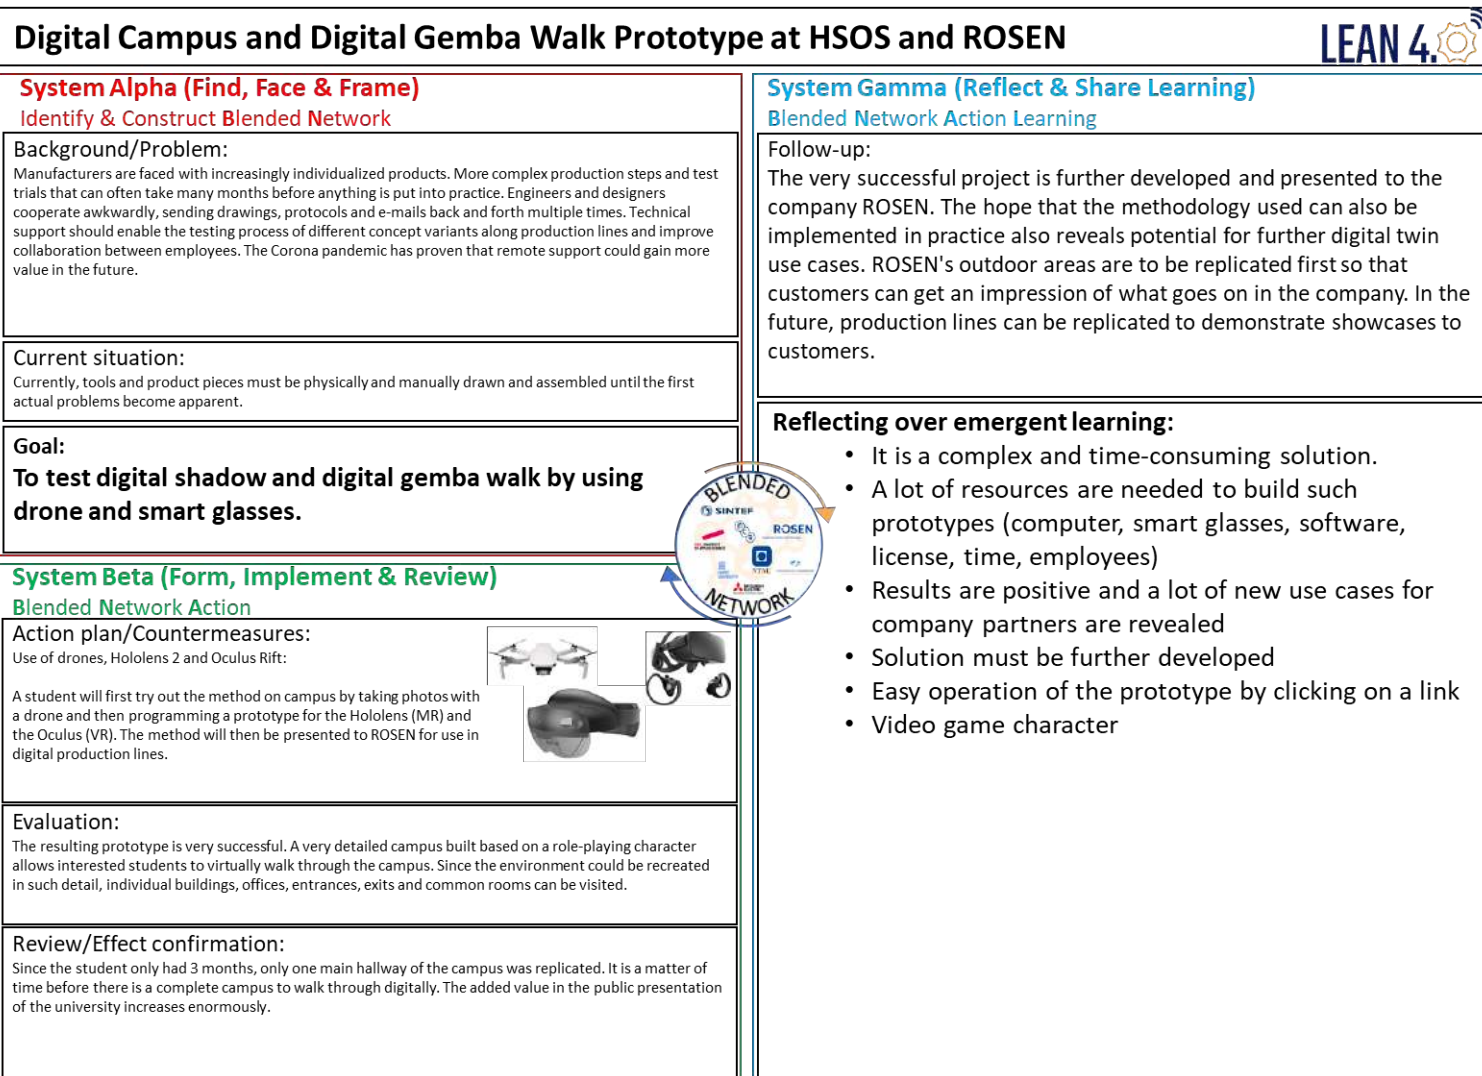 Digital Campus and Digital Gemba Walk Prototype at HSOS and ROSEN
LEAN 4.
System Alpha (Find, Face & Frame)
Identify & Construct Blended Network
Background/Problem:
Manufacturers are faced with increasingly individualized products. More complex production steps and test
trials that can often take many months before anything is put into practice. Engineers and designers
cooperate awkwardly, sending drawings, protocols and e-mails back and forth multiple times. Technical
support should enable the testing process of different concept variants along production lines and improve
collaboration between employees. The Corona pandemic has proven that remote support could gain more
value in the future.
Current situation:
Currently, tools and product pieces must be physically and manually drawn and assembled until the first
actual problems become apparent.
Goal:
To test digital shadow and digital gemba walk by using
drone and smart glasses.
System Beta (Form, Implement & Review)
Blended Network Action
Action plan/Countermeasures:
Use of drones, Hololens 2 and Oculus Rift:
A student will first try out the method on campus by taking photos with
a drone and then programming a prototype for the Hololens (MR) and
the Oculus (VR). The method will then be presented to ROSEN for use in
digital production lines.
Evaluation:
The resulting prototype is very successful. A very detailed campus built based on a role-playing character
allows interested students to virtually walk through the campus. Since the environment could be recreated
in such detail, individual buildings, offices, entrances, exits and common rooms can be visited.
Review/Effect confirmation:
Since the student only had 3 months, only one main hallway of the campus was replicated. It is a matter of
time before there is a complete campus to walk through digitally. The added value in the public presentation
of the university increases enormously.
BLENDED
SINTEF
ROSEN
NTNU
NETWORK
System Gamma (Reflect & Share Learning)
Blended Network Action Learning
Follow-up:
The very successful project is further developed and presented to the
company ROSEN. The hope that the methodology used can also be
implemented in practice also reveals potential for further digital twin
use cases. ROSEN's outdoor areas are to be replicated first so that
customers can get an impression of what goes on in the company. In the
future, production lines can be replicated to demonstrate showcases to
customers.
Reflecting over emergent learning:
• It is a complex and time-consuming solution.
• A lot of resources are needed to build such
prototypes (computer, smart glasses, software,
license, time, employees)
• Results are positive and a lot of new use cases for
company partners are revealed
• Solution must be further developed
• Easy operation of the prototype by clicking on a link
• Video game character